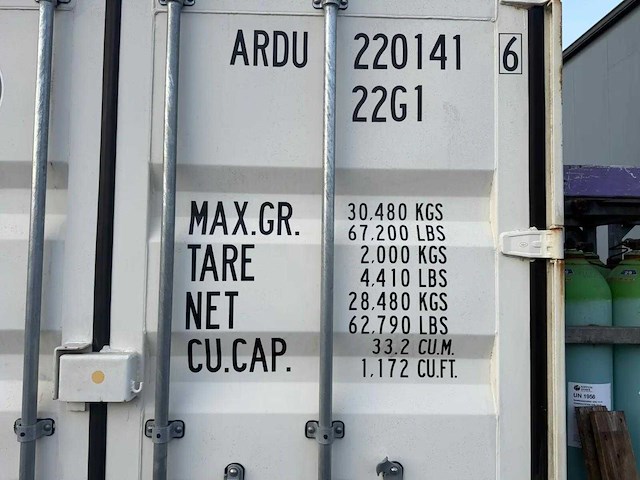 ARDU 220141 6
22G1
MAX.GR. 30.480 KGS
67.200 LBS
TARE 2.000 KGS
4.410 LBS
NET 28.480 KGS
62.790 LBS
CU.CAP. 33.2 CU.M.
1.172 CU.FT.
UN 1956